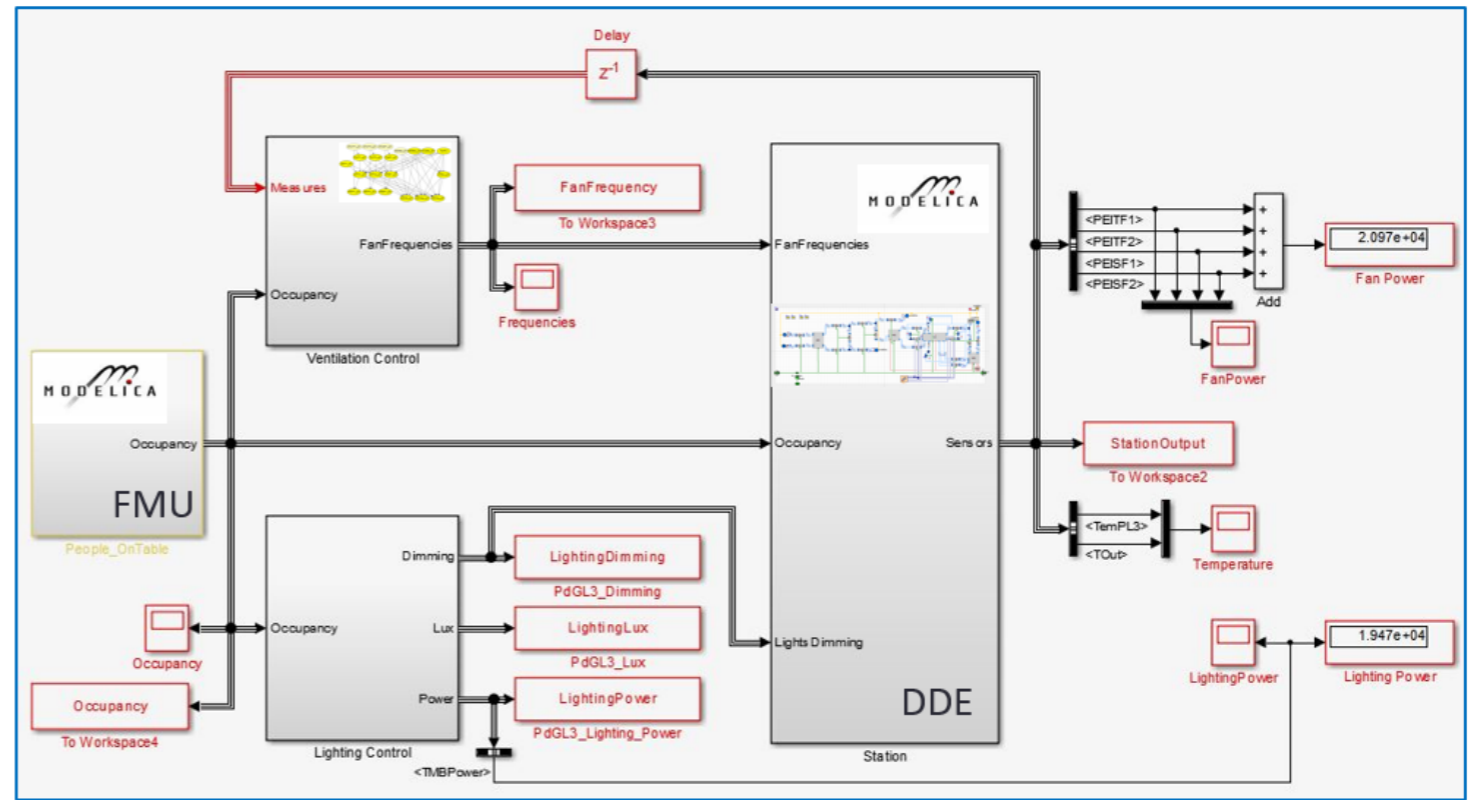 Delay
z-1
Measures
FanFrequencies
Occupancy
Ventilation Control
FanFrequency
To Workspace3
Frequencies
MODELICA
FanFrequencies
Occupancy
Sensors
Lights Dimming
DDE
Station
<PEITF1>
<PEITF2>
<PEISF1>
<PEISF2>
+
+
+
+
Add
2.097e+04
Fan Power
FanPower
MODELICA
Occupancy
FMU
People_OnTable
StationOutput
To Workspace2
<TemPL3>
<TOut>
Temperature
Occupancy
Occupancy
To Workspace4
Occupancy
Dimming
Lux
Power
Lighting Control
<TMBPower>
LightingDimming
PdGL3_Dimming
LightingLux
PdGL3_Lux
LightingPower
PdGL3_Lighting_Power
LightingPower
1.947e+04
Lighting Power